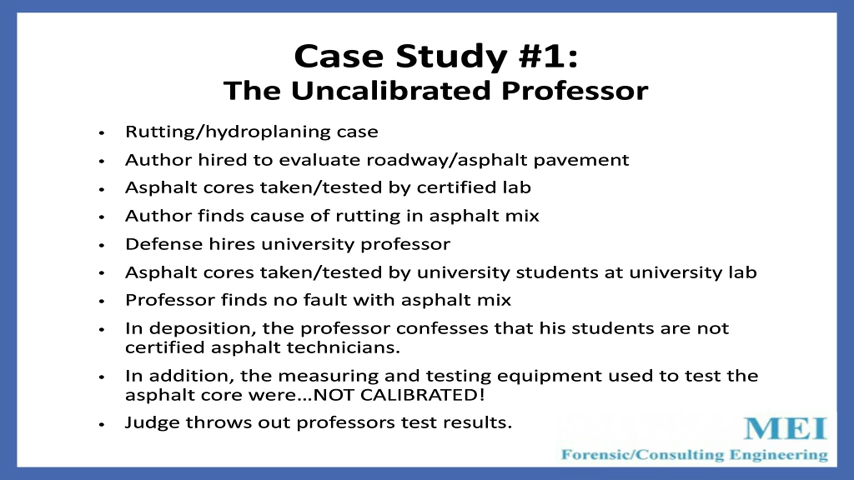 Case Study #1:
The Uncalibrated Professor
• Rutting/hydroplaning case
• Author hired to evaluate roadway/asphalt pavement
• Asphalt cores taken/tested by certified lab
• Author finds cause of rutting in asphalt mix
• Defense hires university professor
• Asphalt cores taken/tested by university students at university lab
• Professor finds no fault with asphalt mix
• In deposition, the professor confesses that his students are not
certified asphalt technicians.
• In addition, the measuring and testing equipment used to test the
asphalt core were...NOT CALIBRATED!
• Judge throws out professors test results.
MEI
Forensic/Consulting Engineering